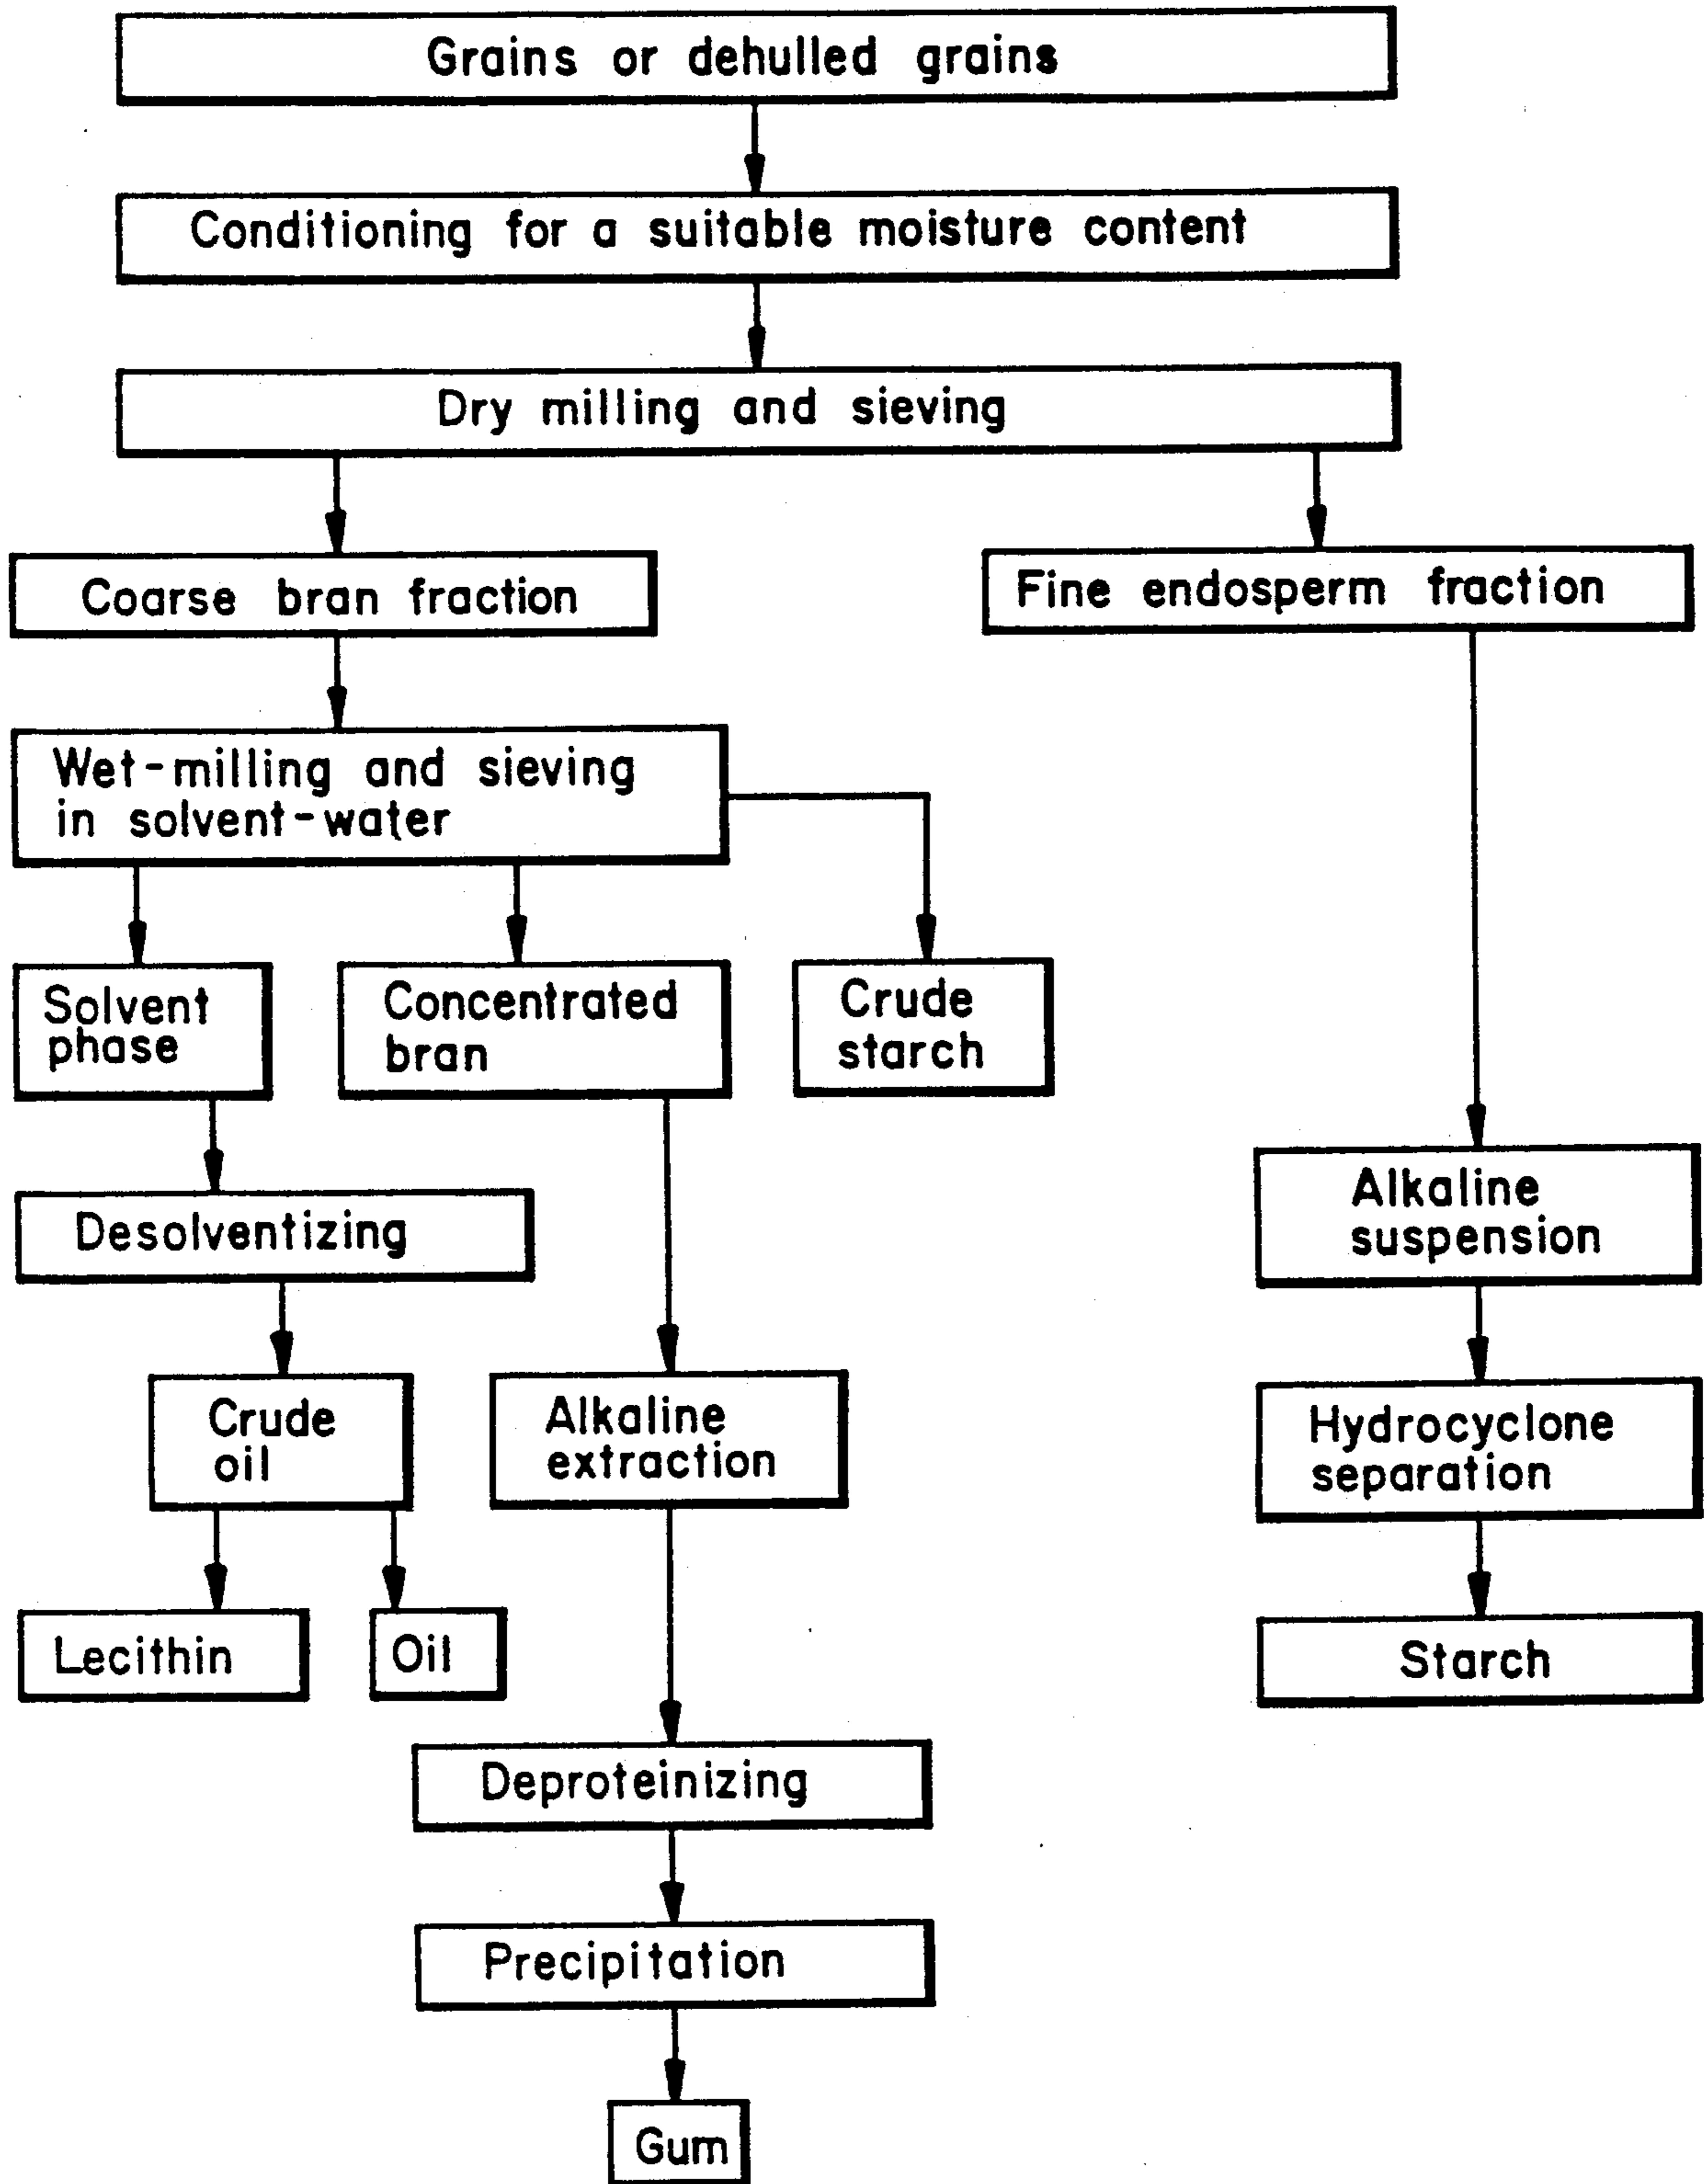 Grains or dehulled grains
Conditioning for a suitable moisture content
Dry milling and sieving
Coarse bran fraction
Fine endosperm fraction
Wet-milling and sieving
in solvent-water
Solvent
phase
Concentrated
bran
Crude
starch
Desolventizing
Alkaline
suspension
Crude
oil
Alkaline
extraction
Hydrocyclone
separation
Lecithin
Oil
Starch
Deproteinizing
Precipitation
Gum